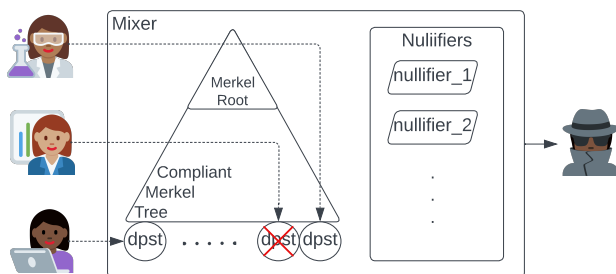 Mixer
Merkel
Root
Compliant
Merkel
Tree
dpst
.....
dpst
dpst
Nuliifiers
nullifier_1
nullifier_2
.
.
.